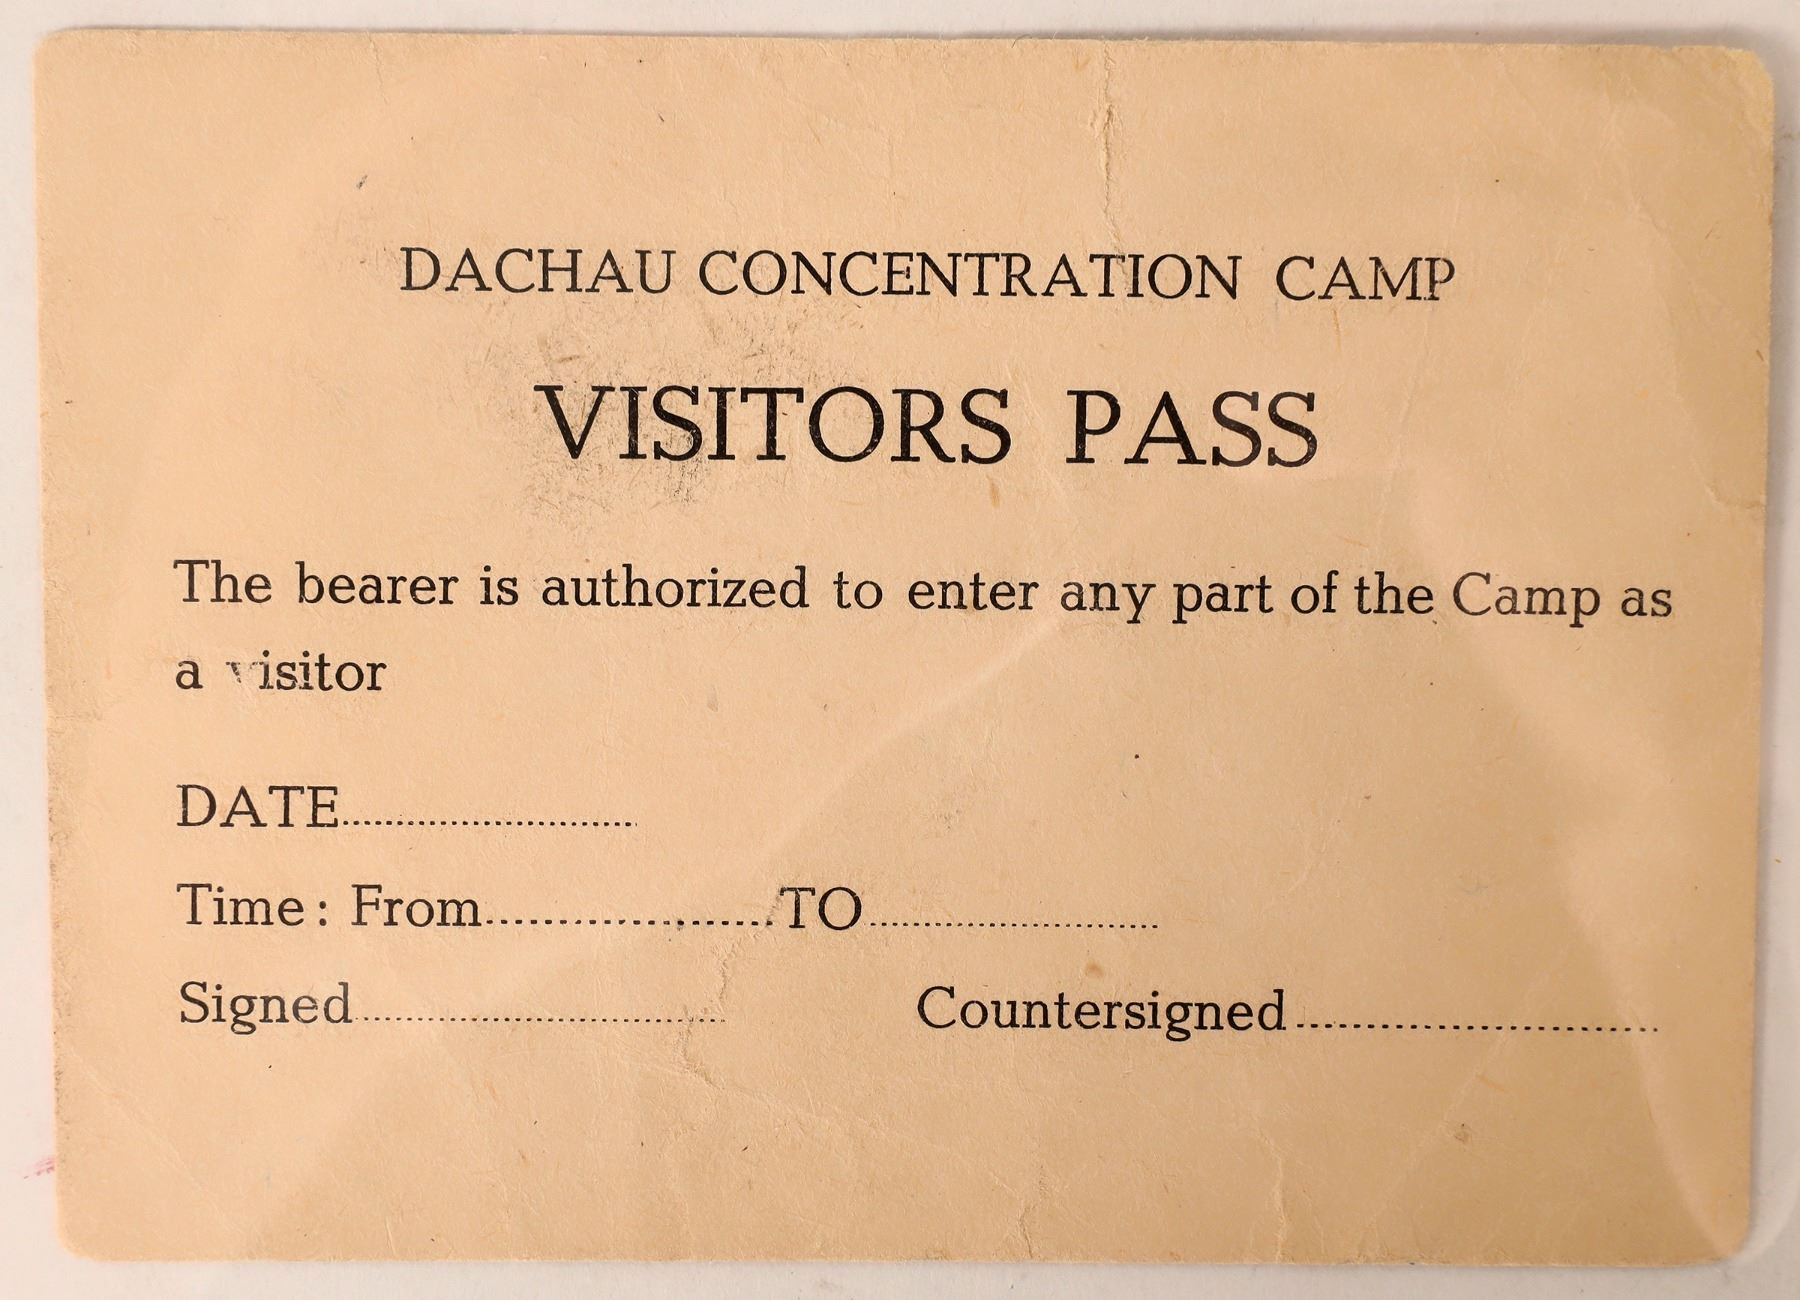 DACHAU CONCENTRATION CAMP
VISITORS PASS
The bearer is authorized to enter any part of the Camp as
a visitor
DATE..............................
Time: From..............................TO..............................
Signed.............................. Countersigned..............................